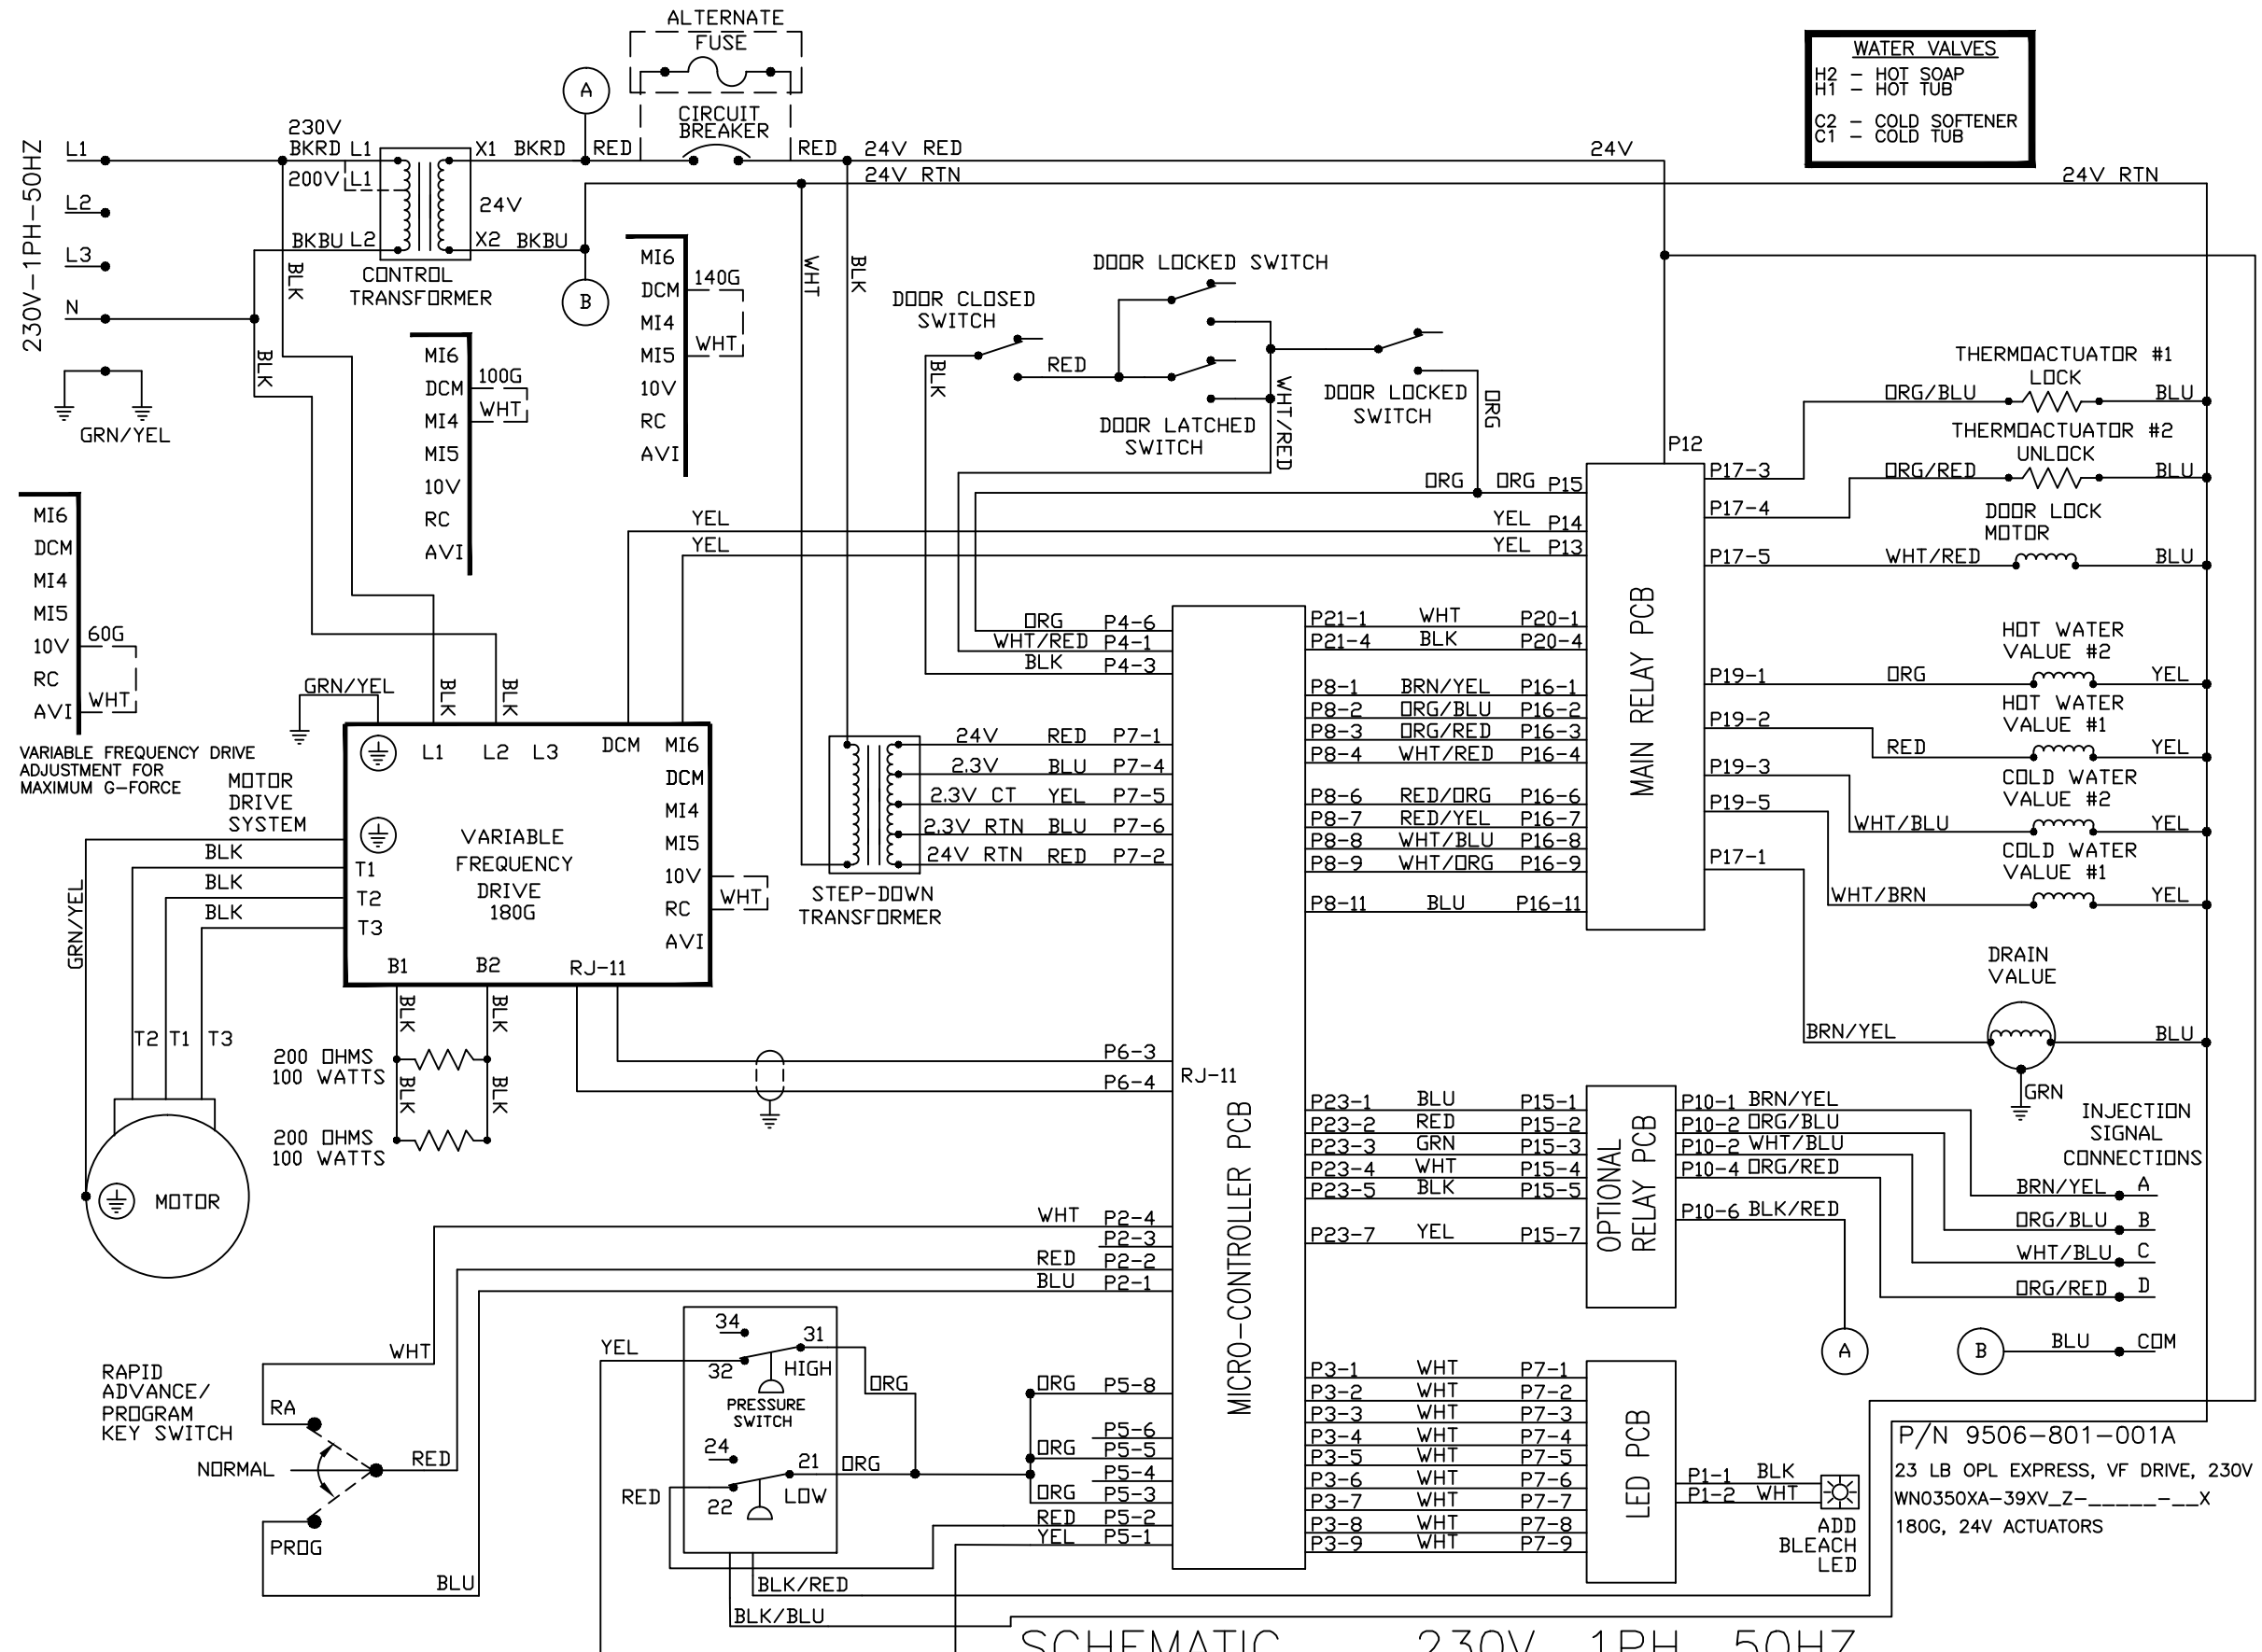 ALTERNATE
FUSE
A
CIRCUIT
BREAKER
WATER VALVES
H2 - HOT SOAP
H1 - HOT TUB
C2 - COLD SOFTENER
C1 - COLD TUB
230V-1PH-50HZ
L1
L2
L3
N
GRN/YEL
230V
BKRD L1
200V L1
BKBU L2
X1 BKRD RED
24V
X2 BKBU
CONTROL
TRANSFORMER
B
RED 24V RED
24V RTN
24V
24V RTN
BLK
BLK
WHT
BLK
MI6
DCM
MI4
MI5
10V
RC
AVI
140G
WHT
MI6
DCM
MI4
MI5
10V
RC
AVI
100G
WHT
MI6
DCM
MI4
MI5
10V
RC
AVI
60G
WHT
VARIABLE FREQUENCY DRIVE
ADJUSTMENT FOR
MAXIMUM G-FORCE
DOOR LOCKED SWITCH
DOOR CLOSED
SWITCH
BLK
RED
DOOR LATCHED
SWITCH
WHT/RED
DOOR LOCKED
SWITCH
ORG
ORG ORG P15
YEL YEL P14
YEL YEL P13
P12
MAIN RELAY PCB
P17-3
P17-4
P17-5
P19-1
P19-2
P19-3
P19-5
P17-1
THERMOACTUATOR #1
LOCK
ORG/BLU BLU
THERMOACTUATOR #2
UNLOCK
ORG/RED BLU
DOOR LOCK
MOTOR
WHT/RED BLU
HOT WATER
VALUE #2
ORG YEL
HOT WATER
VALUE #1
RED YEL
COLD WATER
VALUE #2
WHT/BLU YEL
COLD WATER
VALUE #1
WHT/BRN YEL
DRAIN
VALUE
BRN/YEL BLU
GRN
ORG P4-6
WHT/RED P4-1
BLK P4-3
P21-1 WHT P20-1
P21-4 BLK P20-4
P8-1 BRN/YEL P16-1
P8-2 ORG/BLU P16-2
P8-3 ORG/RED P16-3
P8-4 WHT/RED P16-4
P8-6 RED/ORG P16-6
P8-7 RED/YEL P16-7
P8-8 WHT/BLU P16-8
P8-9 WHT/ORG P16-9
P8-11 BLU P16-11
GRN/YEL
BLK
BLK
L1 L2 L3 DCM MI6
DCM
MI4
MI5
10V
RC
AVI
WHT
VARIABLE
FREQUENCY
DRIVE
180G
T1
T2
T3
B1 B2 RJ-11
MOTOR
DRIVE
SYSTEM
BLK
BLK
BLK
GRN/YEL
T2 T1 T3
MOTOR
BLK
BLK
BLK
BLK
200 OHMS
100 WATTS
200 OHMS
100 WATTS
24V RED P7-1
2.3V BLU P7-4
2.3V CT YEL P7-5
2.3V RTN BLU P7-6
24V RTN RED P7-2
STEP-DOWN
TRANSFORMER
P6-3
P6-4
RJ-11
MICRO-CONTROLLER PCB
P23-1 BLU P15-1
P23-2 RED P15-2
P23-3 GRN P15-3
P23-4 WHT P15-4
P23-5 BLK P15-5
P23-7 YEL P15-7
OPTIONAL
RELAY PCB
P10-1 BRN/YEL
P10-2 ORG/BLU
P10-2 WHT/BLU
P10-4 ORG/RED
P10-6 BLK/RED
INJECTION
SIGNAL
CONNECTIONS
BRN/YEL A
ORG/BLU B
WHT/BLU C
ORG/RED D
A
B
BLU COM
WHT P2-4
P2-3
RED P2-2
BLU P2-1
RAPID
ADVANCE/
PROGRAM
KEY SWITCH
WHT
RA
NORMAL
RED
PROG
BLU
YEL
34
31
32
HIGH
PRESSURE
SWITCH
24
21
22
LOW
ORG
ORG
RED
BLK/RED
BLK/BLU
ORG P5-8
P5-6
ORG P5-5
P5-4
ORG P5-3
RED P5-2
YEL P5-1
P3-1 WHT P7-1
P3-2 WHT P7-2
P3-3 WHT P7-3
P3-4 WHT P7-4
P3-5 WHT P7-5
P3-6 WHT P7-6
P3-7 WHT P7-7
P3-8 WHT P7-8
P3-9 WHT P7-9
LED PCB
P1-1 BLK
P1-2 WHT
ADD
BLEACH
LED
P/N 9506-801-001A
23 LB OPL EXPRESS, VF DRIVE, 230V
WN0350XA-39XV_Z-_____-__X
180G, 24V ACTUATORS
SCHEMATIC 230V 1PH 50HZ